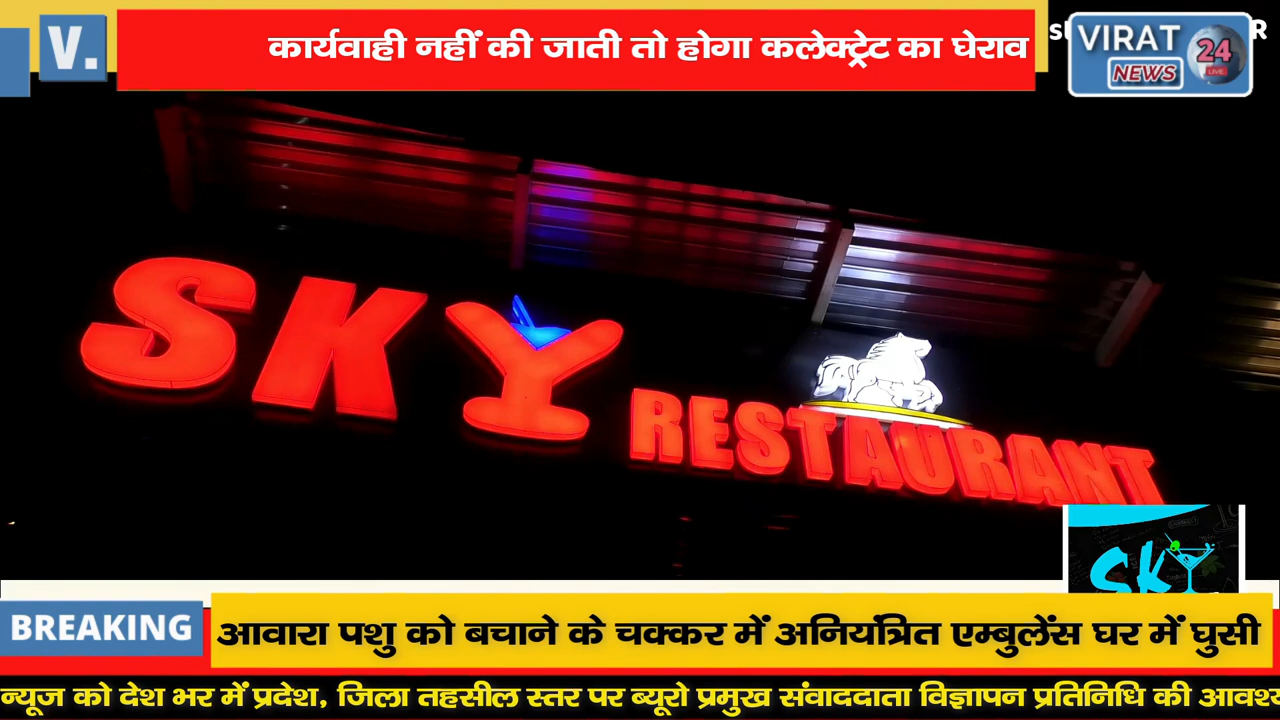 कार्यवाही नहीं की जाती तो होगा कलेक्ट्रेट का घेराव
V.
VIRAT
24
NEWS
LIVE
SKY
RESTAURANT
SKY
BREAKING
आवारा पशु को बचाने के चक्कर में अनियंत्रित एम्बुलेंस घर में घुसी
न्यूज को देश भर में प्रदेश, जिला तहसील स्तर पर ब्यूरो प्रमुख संवाददाता विज्ञापन प्रतिनिधि की